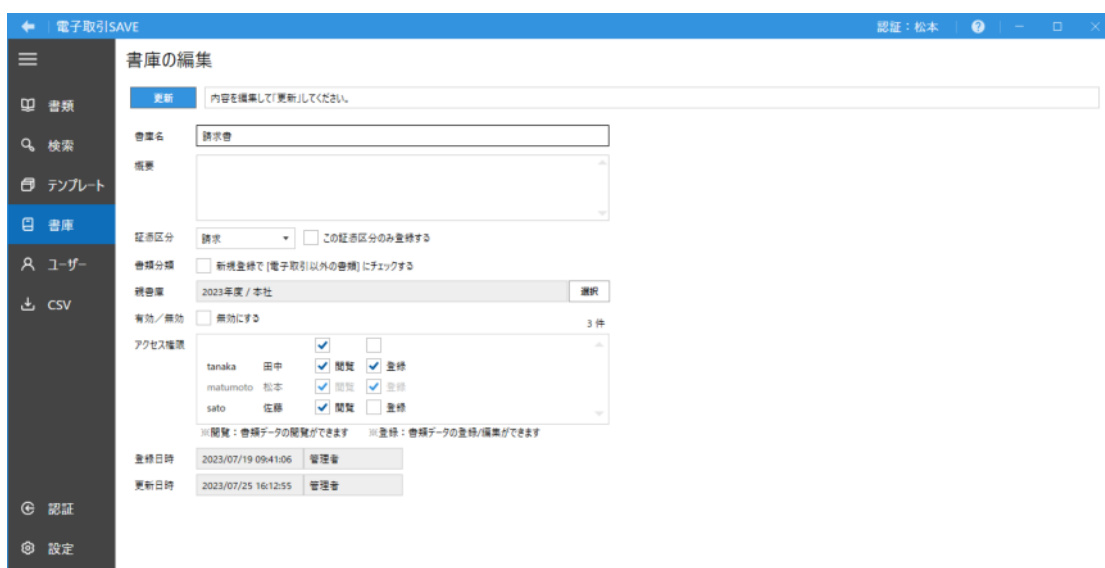 電子取引SAVE
認証：松本
書庫の編集
更新 内容を編集して「更新」してください。
書類
検索
テンプレート
書庫
ユーザー
CSV
認証
設定
書庫名 請求書
概要
証憑区分 請求 この証憑区分のみ登録する
書類分類 新規登録で [電子取引以外の書類] にチェックする
親書庫 2023年度 / 本社 選択
有効／無効 無効にする
3 件
アクセス権限
tanaka 田中 閲覧 登録
matumoto 松本 閲覧 登録
sato 佐藤 閲覧 登録
※閲覧：書類データの閲覧ができます ※登録：書類データの登録/編集ができます
登録日時 2023/07/19 09:41:06 管理者
更新日時 2023/07/25 16:12:55 管理者